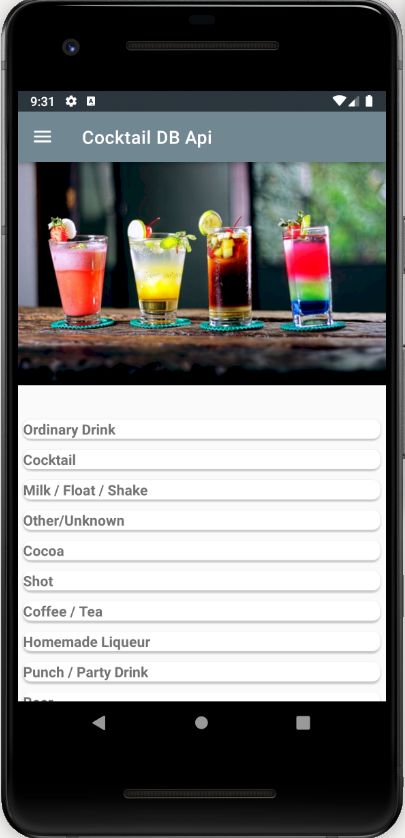 9:31
Cocktail DB Api
Ordinary Drink
Cocktail
Milk / Float / Shake
Other/Unknown
Cocoa
Shot
Coffee / Tea
Homemade Liqueur
Punch / Party Drink